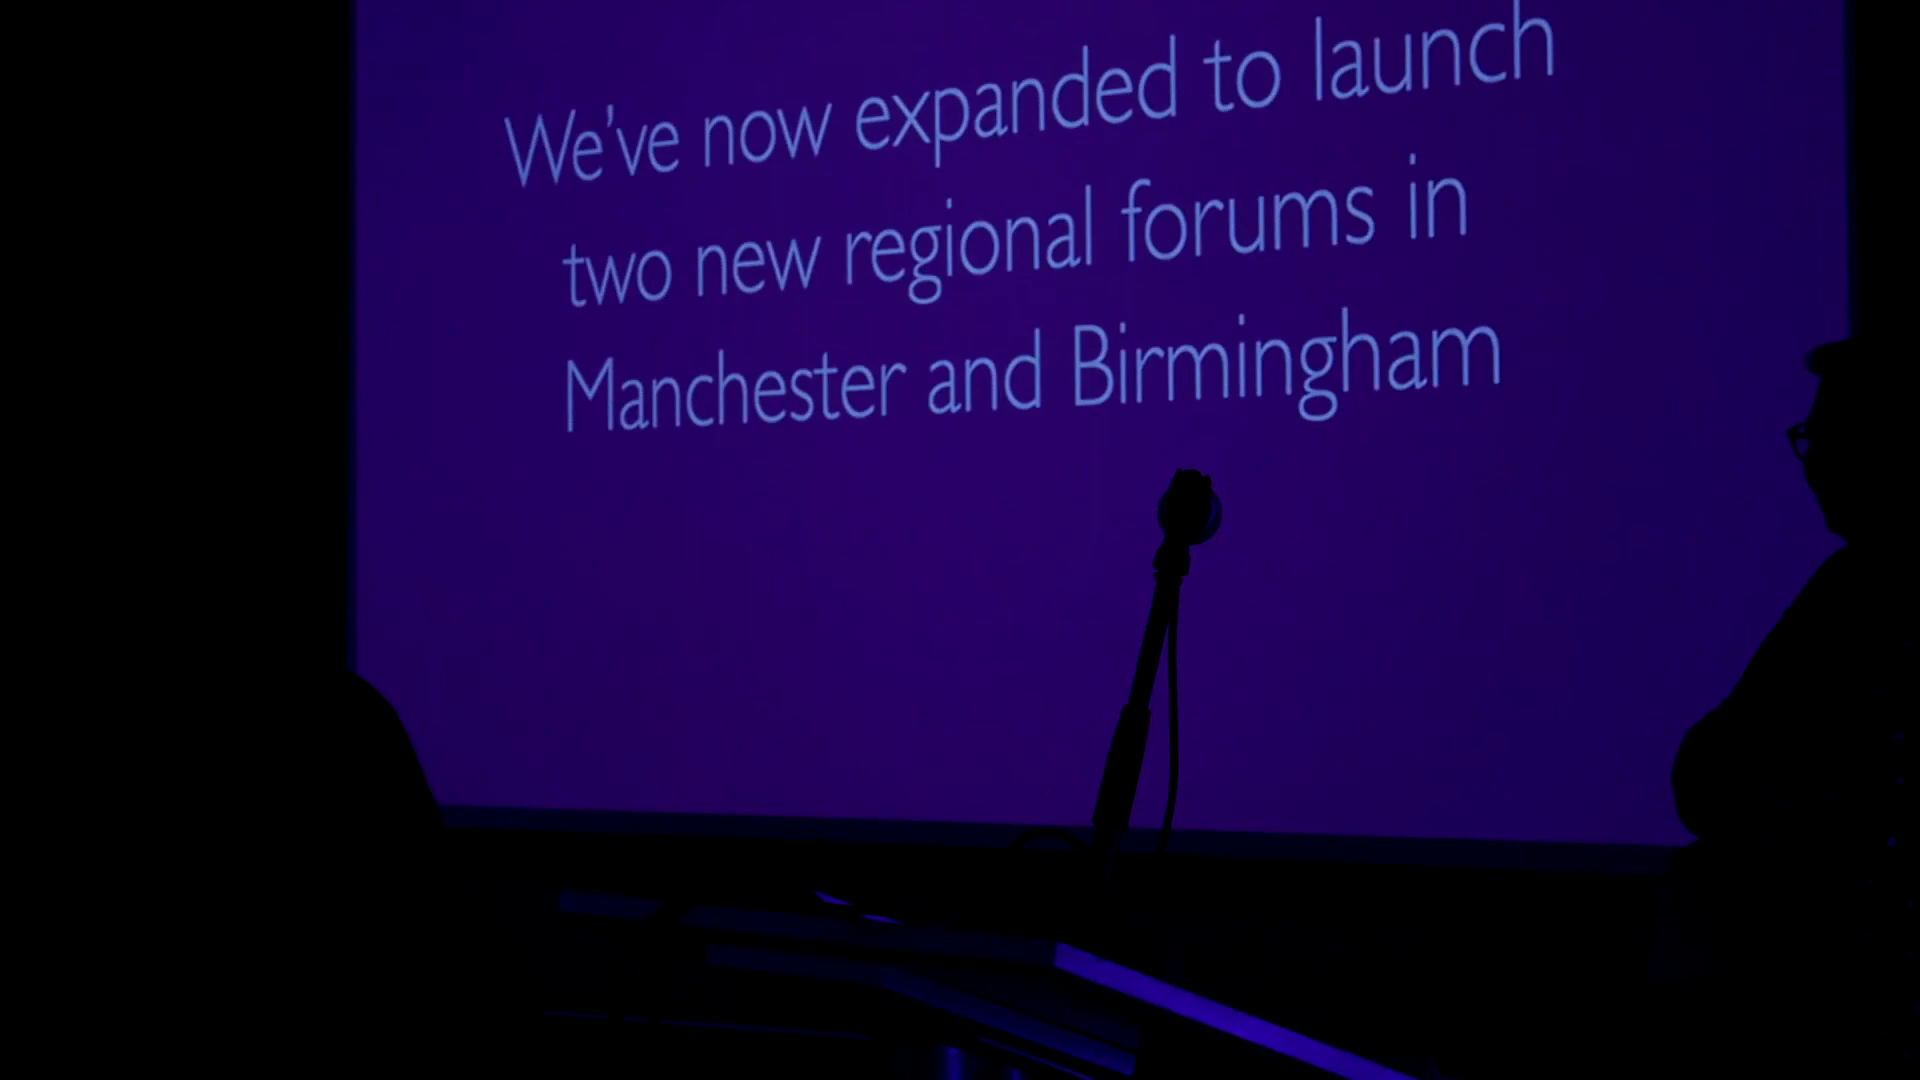 We've now expanded to launch
two new regional forums in
Manchester and Birmingham